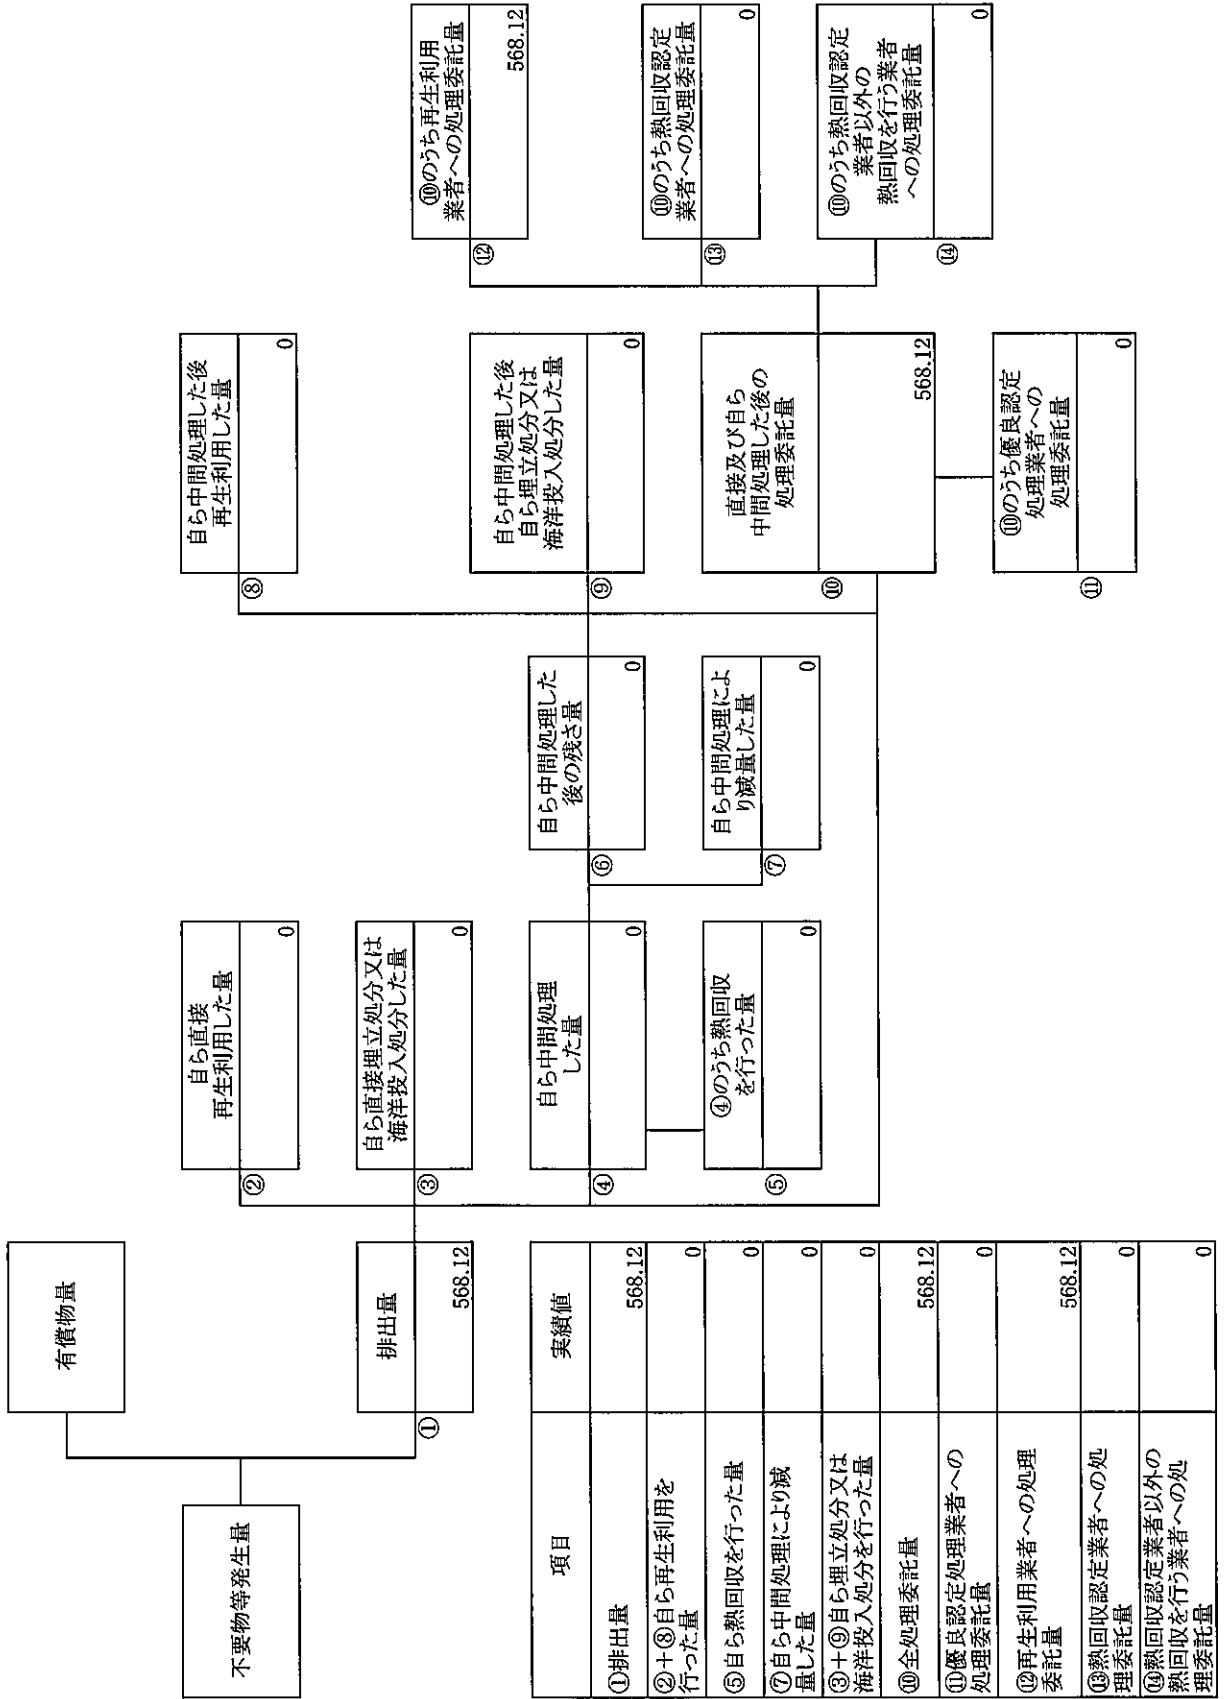 不要物等発生量
有償物量
①
排出量
568.12
②
自ら直接
再生利用した量
0
③
自ら直接埋立処分又は
海洋投入処分した量
0
④
自ら中間処理
した量
0
⑤
④のうち熱回収
を行った量
0
⑥
自ら中間処理した
後の残さ量
0
⑦
自ら中間処理によ
り減量した量
0
⑧
自ら中間処理した後
再生利用した量
0
⑨
自ら中間処理した後
自ら埋立処分又は
海洋投入処分した量
0
⑩
直接及び自ら
中間処理した後の
処理委託量
568.12
⑪
⑩のうち優良認定
処理業者への
処理委託量
0
⑫
⑩のうち再生利用
業者への処理委託量
568.12
⑬
⑩のうち熱回収認定
業者への処理委託量
0
⑭
⑩のうち熱回収認定
業者以外の
熱回収を行う業者
への処理委託量
0
項目 実績値
①排出量 568.12
②+⑧自ら再生利用を
行った量 0
⑤自ら熱回収を行った量 0
⑦自ら中間処理により減
量した量 0
③+⑨自ら埋立処分又は
海洋投入処分を行った量 0
⑩全処理委託量 568.12
⑪優良認定処理業者への
処理委託量 0
⑫再生利用業者への処理
委託量 568.12
⑬熱回収認定業者への処
理委託量 0
⑭熱回収認定業者以外の
熱回収を行う業者への処
理委託量 0